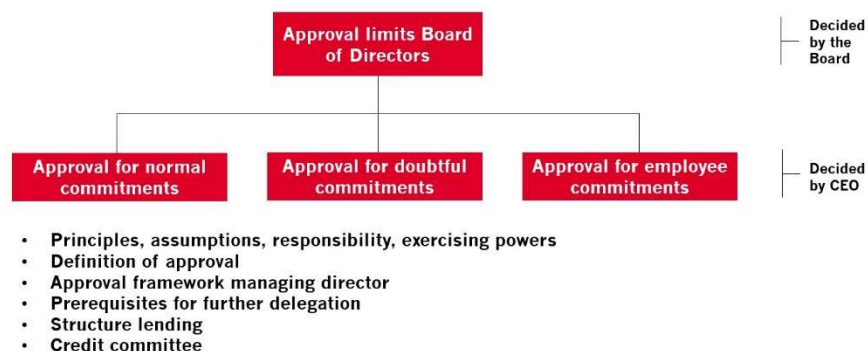 Approval limits Board
of Directors
Decided
by the
Board
Approval for normal
commitments
Approval for doubtful
commitments
Approval for employee
commitments
Decided
by CEO
• Principles, assumptions, responsibility, exercising powers
• Definition of approval
• Approval framework managing director
• Prerequisites for further delegation
• Structure lending
• Credit committee